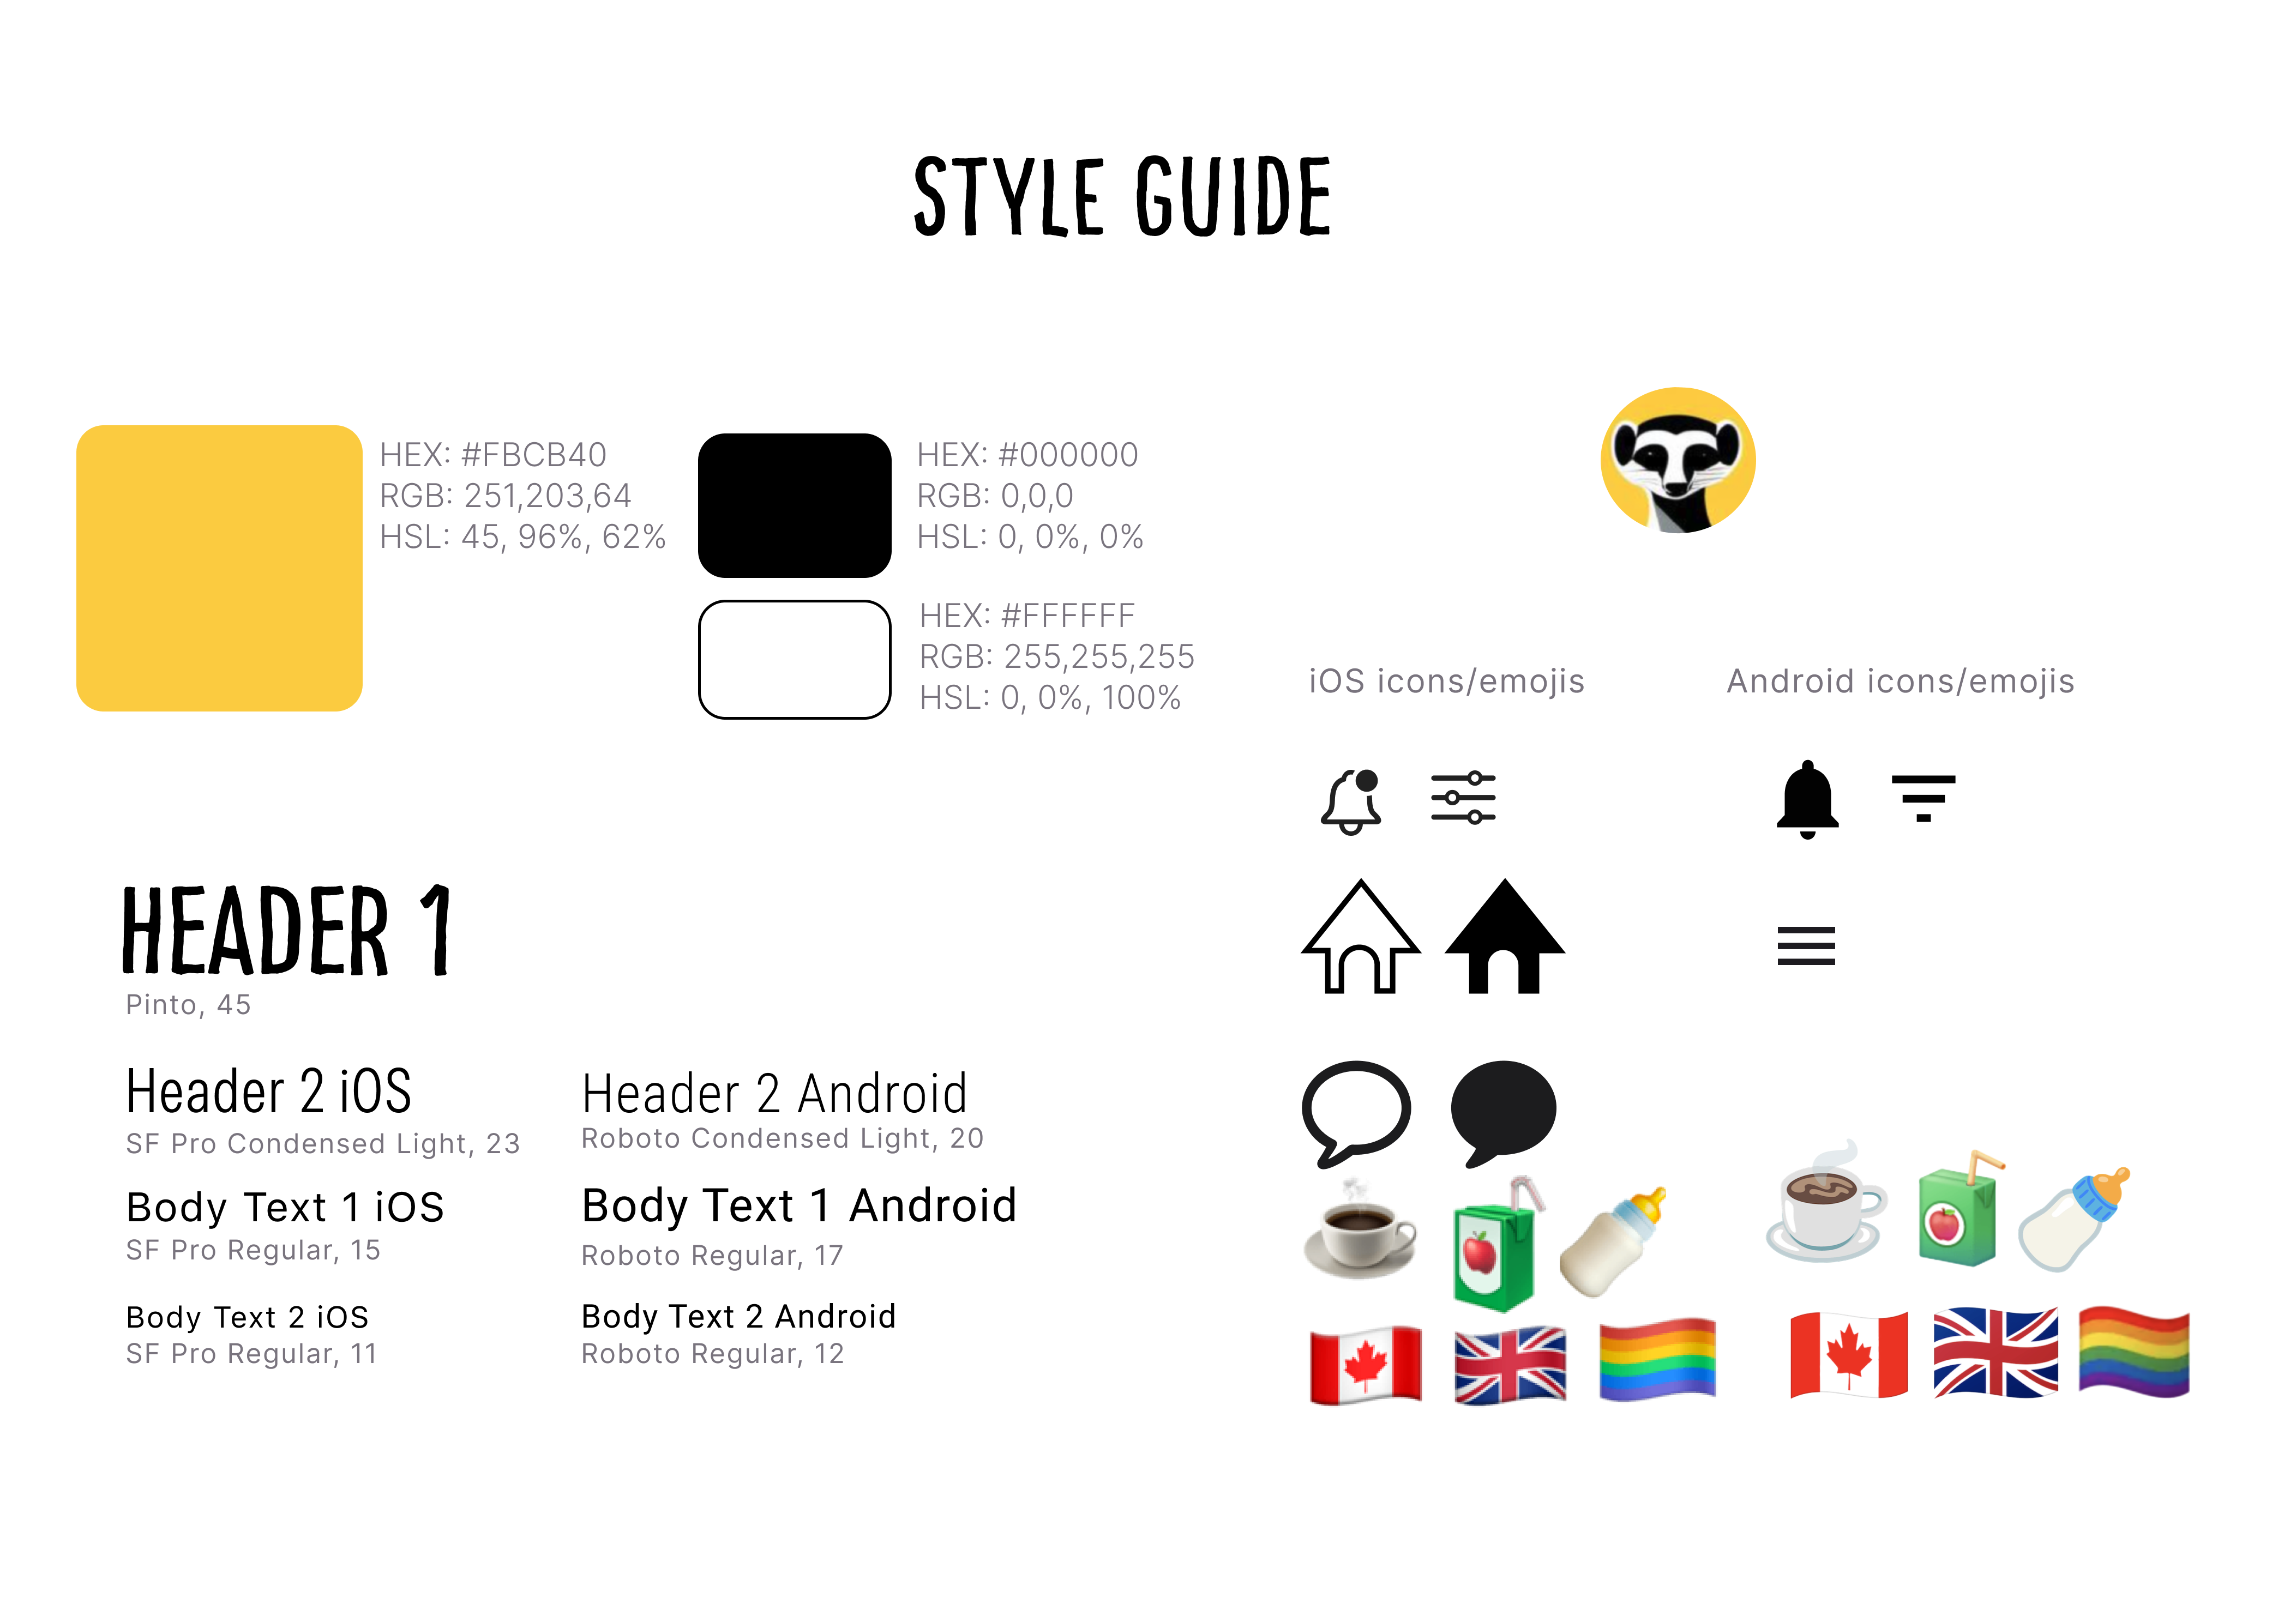 STYLE GUIDE
HEX: #FBCB40
RGB: 251,203,64
HSL: 45, 96%, 62%
HEX: #000000
RGB: 0,0,0
HSL: 0, 0%, 0%
HEX: #FFFFFF
RGB: 255,255,255
HSL: 0, 0%, 100%
iOS icons/emojis
Android icons/emojis
HEADER 1
Pinto, 45
Header 2 iOS
SF Pro Condensed Light, 23
Header 2 Android
Roboto Condensed Light, 20
Body Text 1 iOS
SF Pro Regular, 15
Body Text 1 Android
Roboto Regular, 17
Body Text 2 iOS
SF Pro Regular, 11
Body Text 2 Android
Roboto Regular, 12